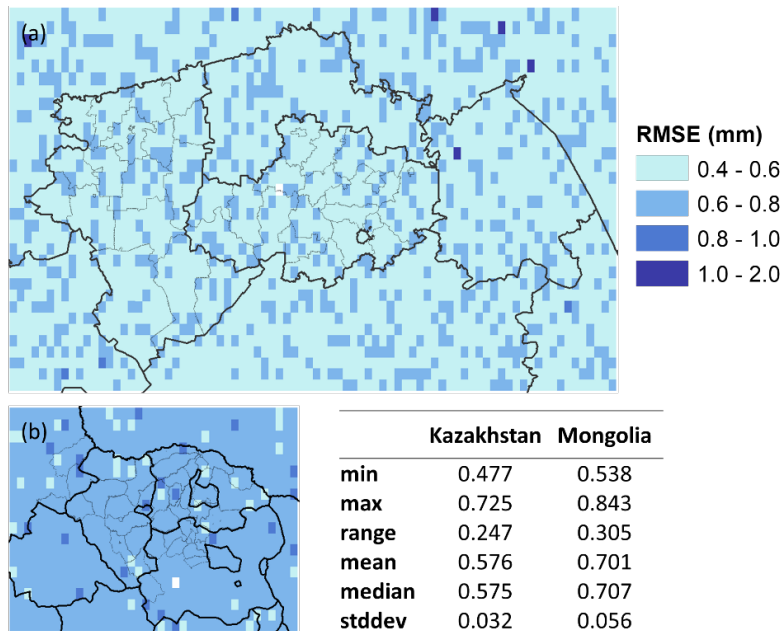 (a)
RMSE (mm)
0.4 - 0.6
0.6 - 0.8
0.8 - 1.0
1.0 - 2.0
(b)
Kazakhstan Mongolia
min 0.477 0.538
max 0.725 0.843
range 0.247 0.305
mean 0.576 0.701
median 0.575 0.707
stddev 0.032 0.056